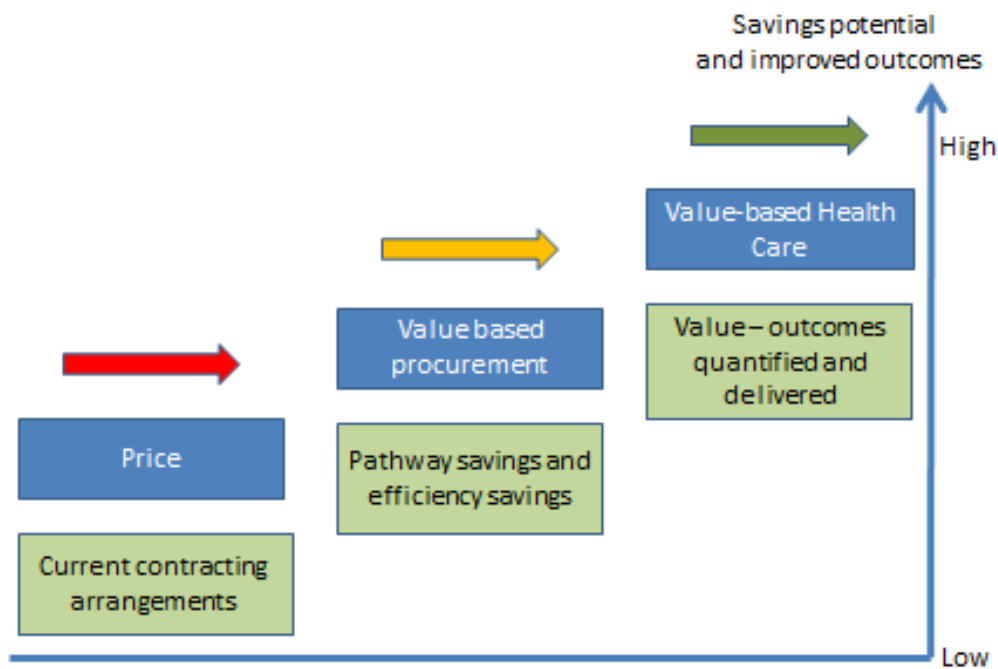 Savings potential
and improved outcomes
High
Value-based Health
Care
Value based
procurement
Value – outcomes
quantified and
delivered
Price
Pathway savings and
efficiency savings
Current contracting
arrangements
Low